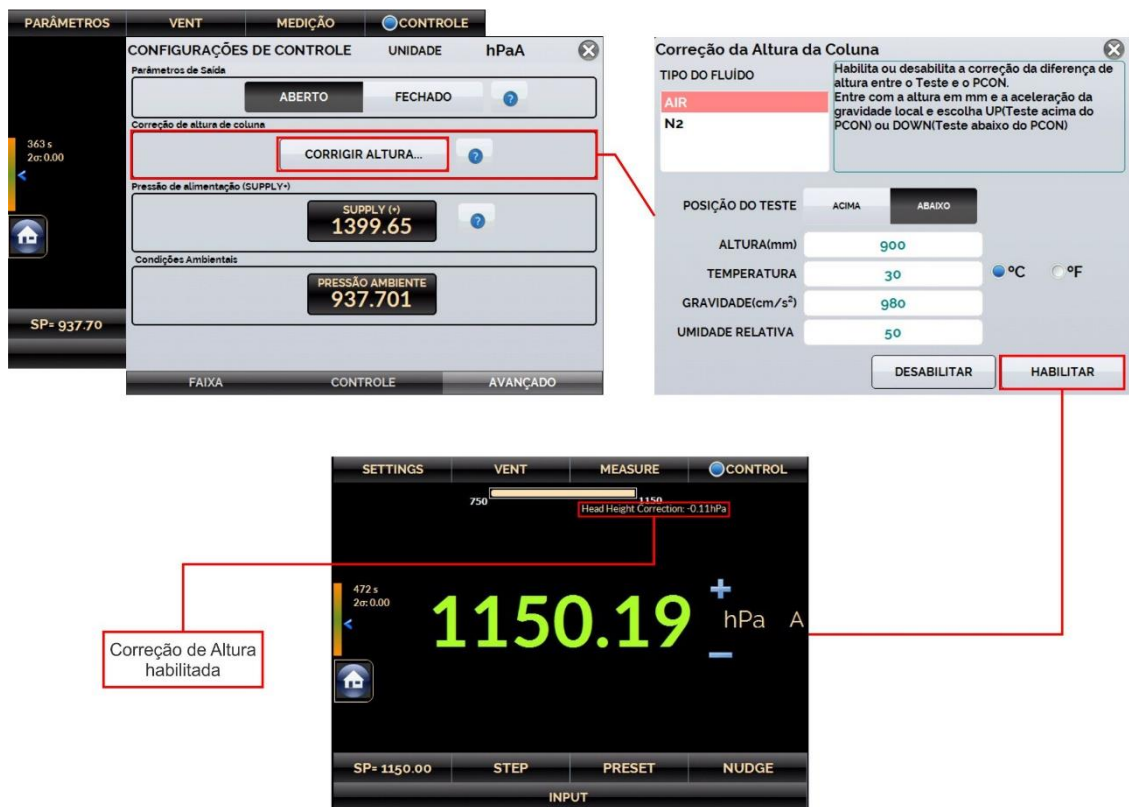 PARÂMETROS VENT MEDIÇÃO CONTROLE
CONFIGURAÇÕES DE CONTROLE UNIDADE hPaA
Parâmetros de Saída
ABERTO FECHADO ?
Correção de altura de coluna
CORRIGIR ALTURA... ?
Pressão de alimentação (SUPPLY+)
SUPPLY (+)
1399.65 ?
Condições Ambientais
PRESSÃO AMBIENTE
937.701
363 s
2σ: 0.00
SP= 937.70
FAIXA CONTROLE AVANÇADO
Correção da Altura da Coluna
TIPO DO FLUÍDO
AIR
N2
Habilita ou desabilita a correção da diferença de
altura entre o Teste e o PCON.
Entre com a altura em mm e a aceleração da
gravidade local e escolha UP(Teste acima do
PCON) ou DOWN(Teste abaixo do PCON)
POSIÇÃO DO TESTE ACIMA ABAIXO
ALTURA(mm) 900
TEMPERATURA 30 ºC ºF
GRAVIDADE(cm/s²) 980
UMIDADE RELATIVA 50
DESABILITAR HABILITAR
SETTINGS VENT MEASURE CONTROL
750 1150
Head Height Correction: -0.11hPa
472 s
2σ: 0.00
1150.19 hPa A
Correção de Altura
habilitada
SP= 1150.00 STEP PRESET NUDGE
INPUT